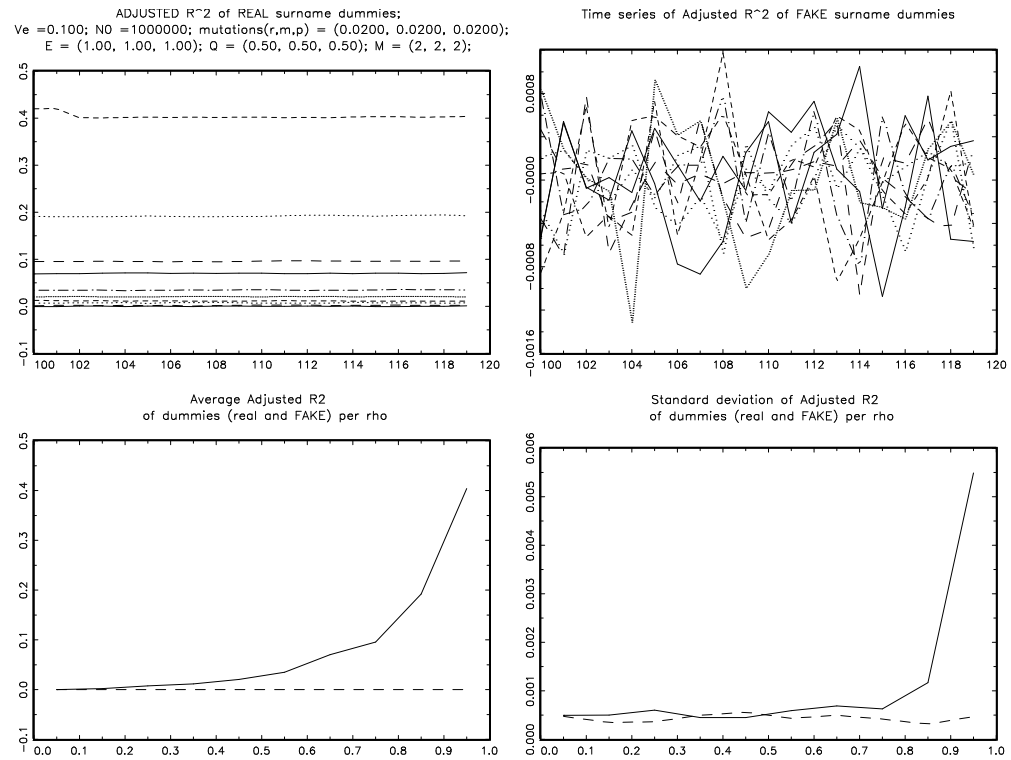 ADJUSTED R^2 of REAL surname dummies;
Ve =0.100; N0 =1000000; mutations(r,m,p) = (0.0200, 0.0200, 0.0200);
E = (1.00, 1.00, 1.00); Q = (0.50, 0.50, 0.50); M = (2, 2, 2);
0.5
0.4
0.3
0.2
0.1
0.0
-0.1
100 102 104 106 108 110 112 114 116 118 120
Time series of Adjusted R^2 of FAKE surname dummies
0.0008
-0.0000
-0.0008
-0.0016
100 102 104 106 108 110 112 114 116 118 120
Average Adjusted R2
of dummies (real and FAKE) per rho
0.5
0.4
0.3
0.2
0.1
0.0
-0.1
0.0 0.1 0.2 0.3 0.4 0.5 0.6 0.7 0.8 0.9 1.0
Standard deviation of Adjusted R2
of dummies (real and FAKE) per rho
0.006
0.005
0.004
0.003
0.002
0.001
0.000
0.0 0.1 0.2 0.3 0.4 0.5 0.6 0.7 0.8 0.9 1.0